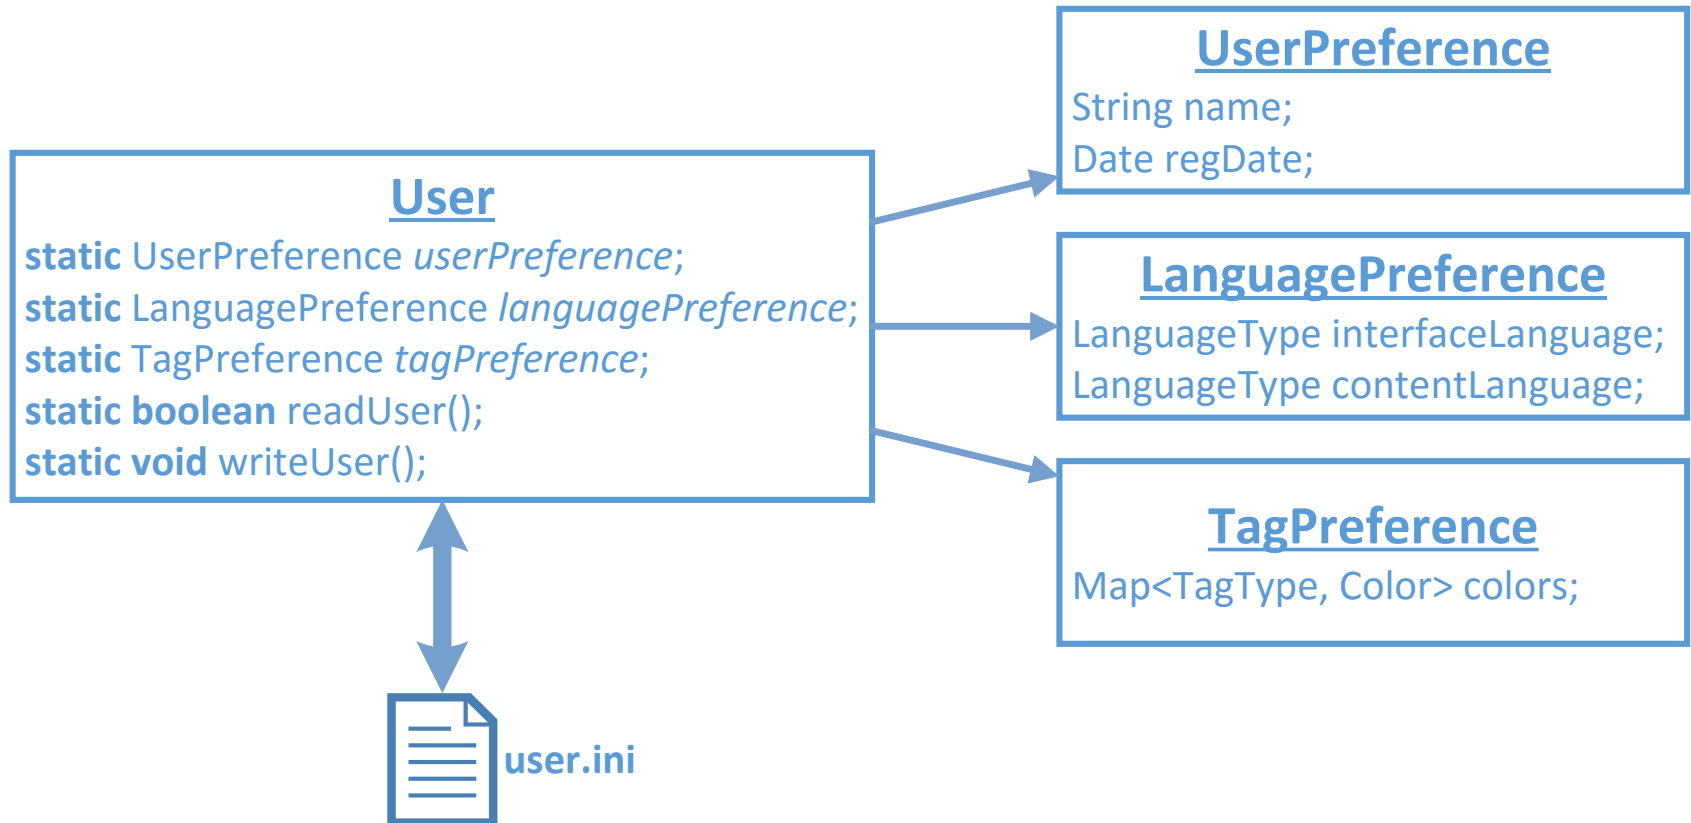 User
static UserPreference userPreference;
static LanguagePreference languagePreference;
static TagPreference tagPreference;
static boolean readUser();
static void writeUser();
user.ini
UserPreference
String name;
Date regDate;
LanguagePreference
LanguageType interfaceLanguage;
LanguageType contentLanguage;
TagPreference
Map<TagType, Color> colors;